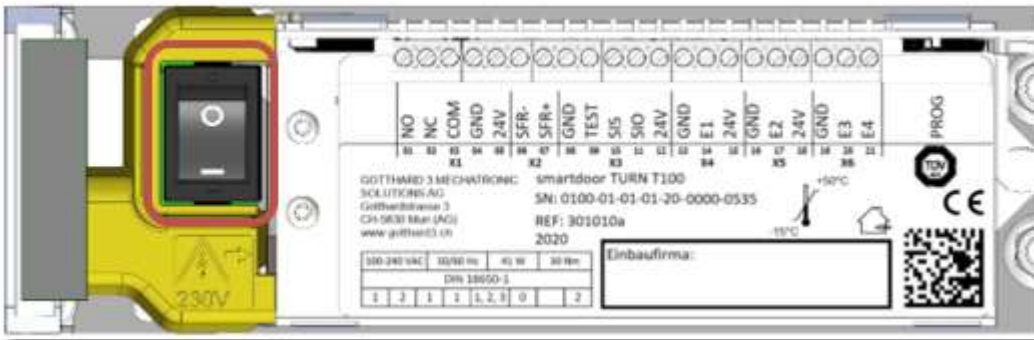 NO NC COM GND 24V SFR- SFR+ GND TEST SIS SIO 24V GND E1 24V GND E2 24V GND E3 E4 PROG
X1 X2 X3 X4 X5 X6
GOTTHARD 3 MECHATRONIC
SOLUTIONS AG
Gotthardstrasse 3
CH-5630 Muri (AG)
www.gotthard3.ch
smartdoor TURN T100
SN: 0100-01-01-01-20-0000-0535
REF: 301010a
2020
+50°C
-15°C
TÜV
CE
100-240 VAC 50/60 Hz 41 W 30 Nm
DIN 18650-1
1 2 1 1 1, 2, 3 0 2
Einbaufirma:
230V